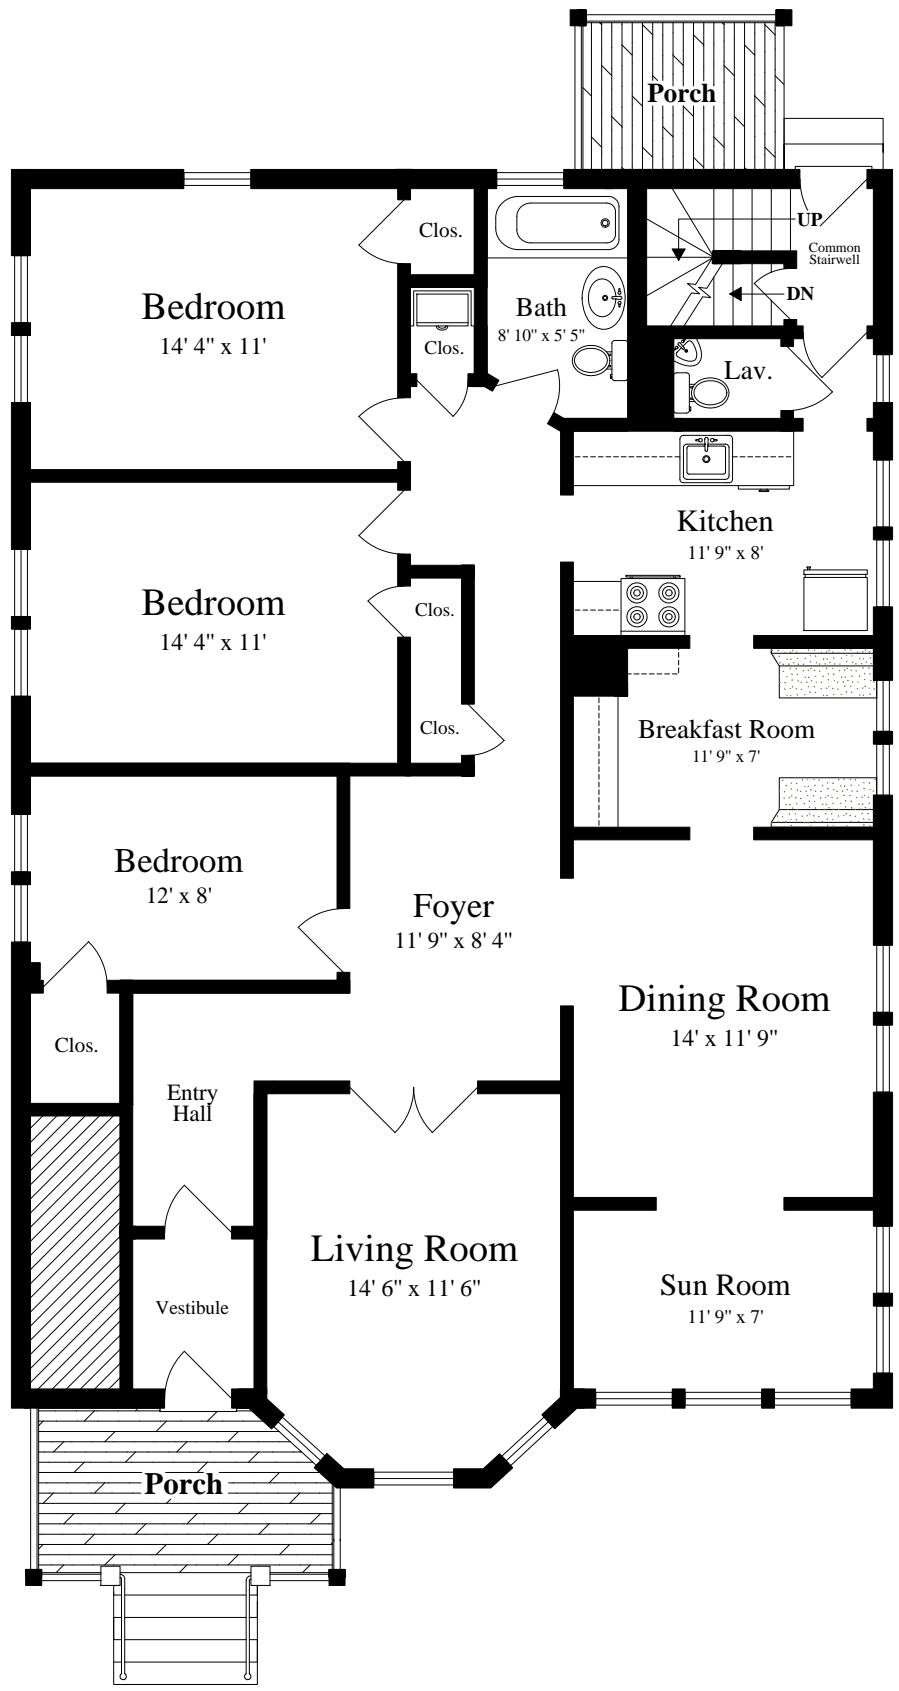 Porch
UP
Common
Stairwell
DN
Clos.
Bedroom
14' 4" x 11'
Bath
8' 10" x 5' 5"
Clos.
Lav.
Kitchen
11' 9" x 8'
Bedroom
14' 4" x 11'
Clos.
Clos.
Breakfast Room
11' 9" x 7'
Bedroom
12' x 8'
Foyer
11' 9" x 8' 4"
Dining Room
14' x 11' 9"
Clos.
Entry
Hall
Living Room
14' 6" x 11' 6"
Sun Room
11' 9" x 7'
Vestibule
Porch